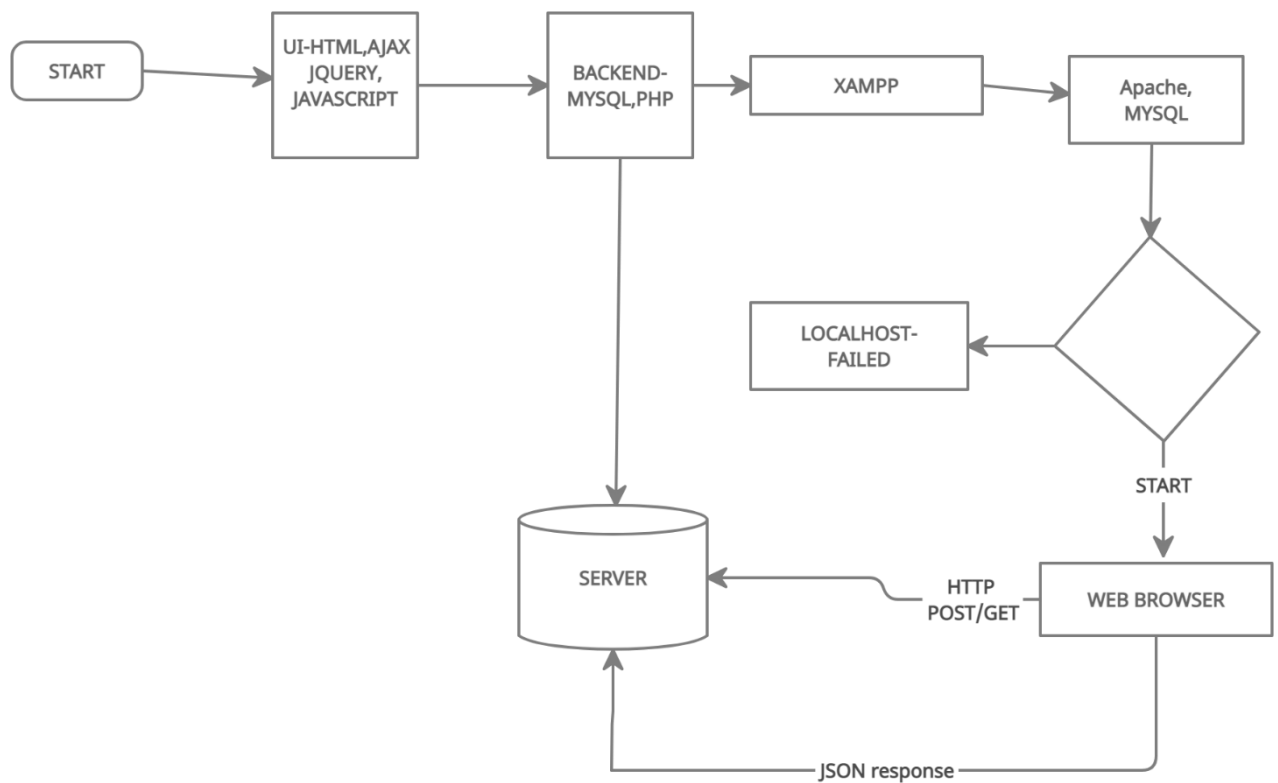 START
UI-HTML,AJAX
JQUERY,
JAVASCRIPT
BACKEND-
MYSQL,PHP
XAMPP
Apache,
MYSQL
LOCALHOST-
FAILED
START
SERVER
HTTP
POST/GET
WEB BROWSER
JSON response